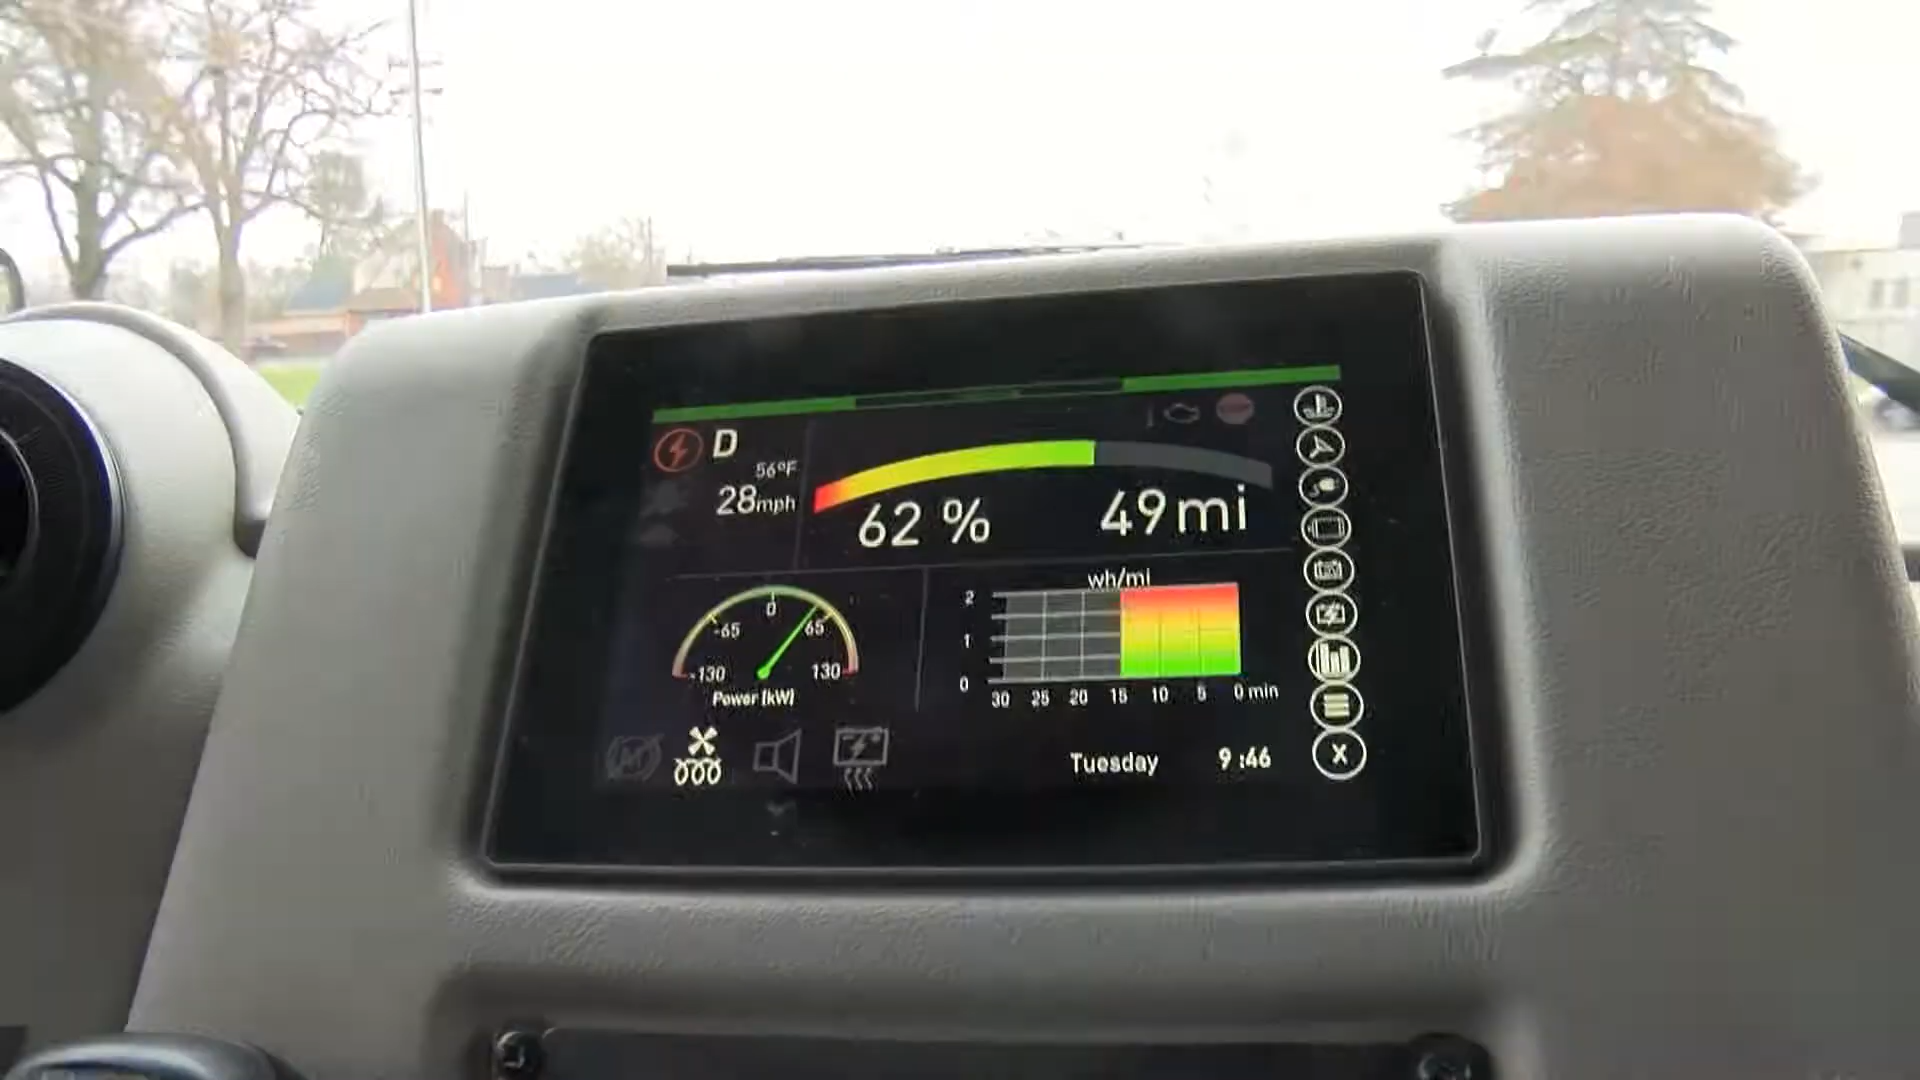 D
56°F
28mph
62 %
49mi
0
-65
65
-130
130
Power (kW)
wh/mi
2
1
0
30 25 20 15 10 5 0 min
Tuesday 9:46
X